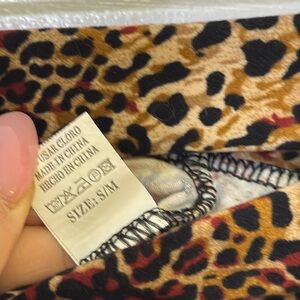 USAR CLORO
MADE IN CHINA
HECHO EN CHINA
SIZE: S/M